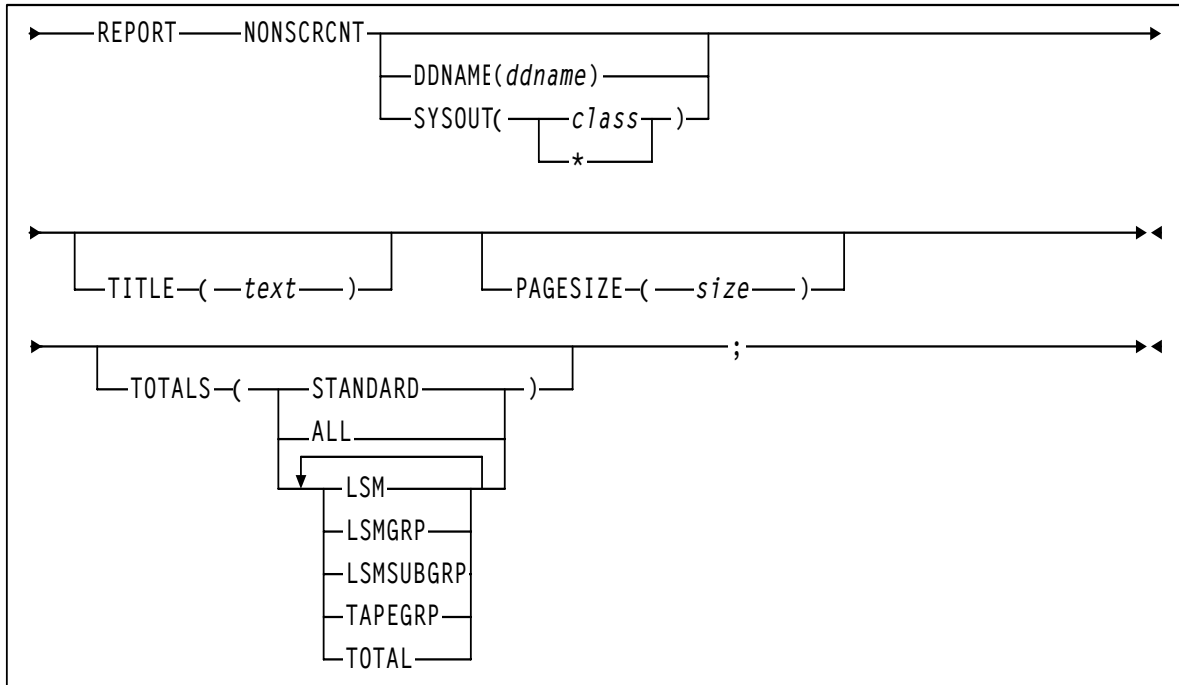 REPORT NONSCRCNT
DDNAME(ddname)
SYSOUT( class )
*
TITLE ( text ) PAGESIZE ( size )
;
TOTALS ( STANDARD )
ALL
LSM
LSMGRP
LSMSUBGRP
TAPEGRP
TOTAL